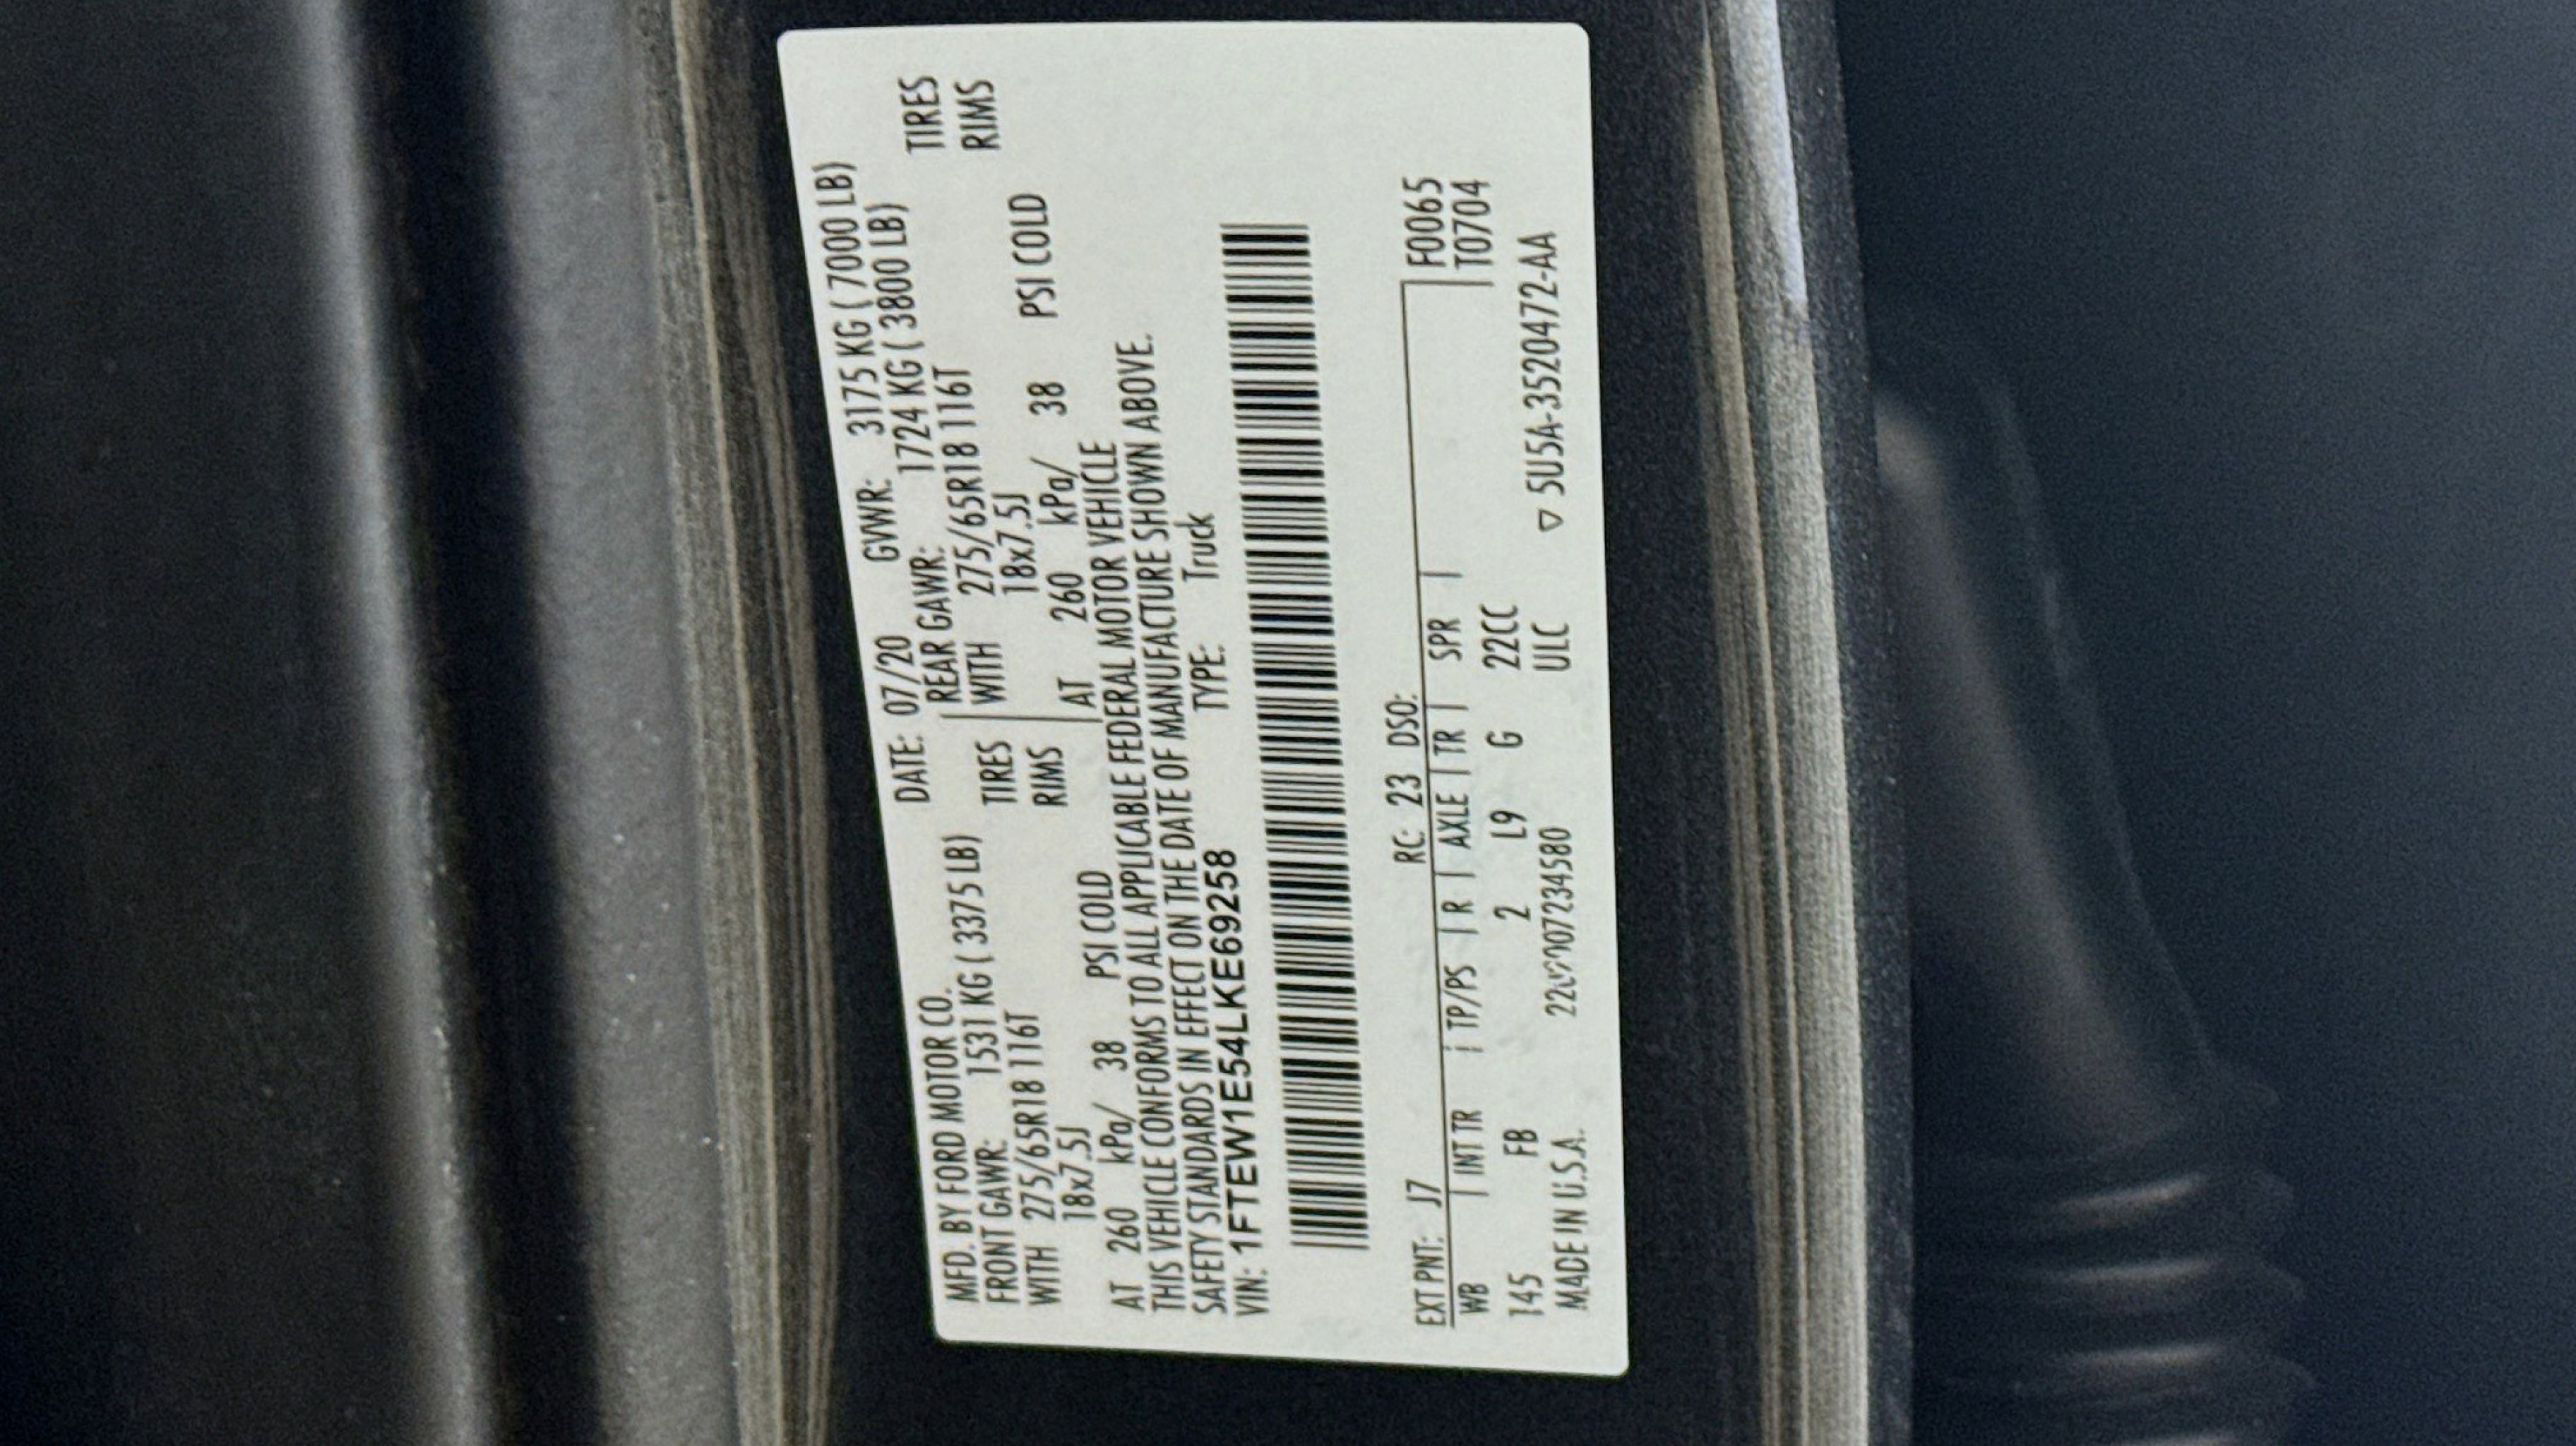 MFD. BY FORD MOTOR CO. DATE: 07/20 GVWR: 3175 KG ( 7000 LB)
FRONT GAWR: 1531 KG ( 3375 LB) REAR GAWR: 1724 KG ( 3800 LB)
WITH 275/65R18 116T TIRES WITH 275/65R18 116T TIRES
18x7.5J RIMS 18x7.5J RIMS
AT 260 kPa/ 38 PSI COLD AT 260 kPa/ 38 PSI COLD
THIS VEHICLE CONFORMS TO ALL APPLICABLE FEDERAL MOTOR VEHICLE
SAFETY STANDARDS IN EFFECT ON THE DATE OF MANUFACTURE SHOWN ABOVE.
VIN: 1FTEW1E54LKE69258 TYPE: Truck
EXT PNT: J7 RC: 23 DSO: F0065
WB | INT TR | TP/PS | R | AXLE | TR | SPR | T0704
145 FB 2 L9 G 22CC
MADE IN U.S.A. ULC ▽ 5U5A-3520472-AA